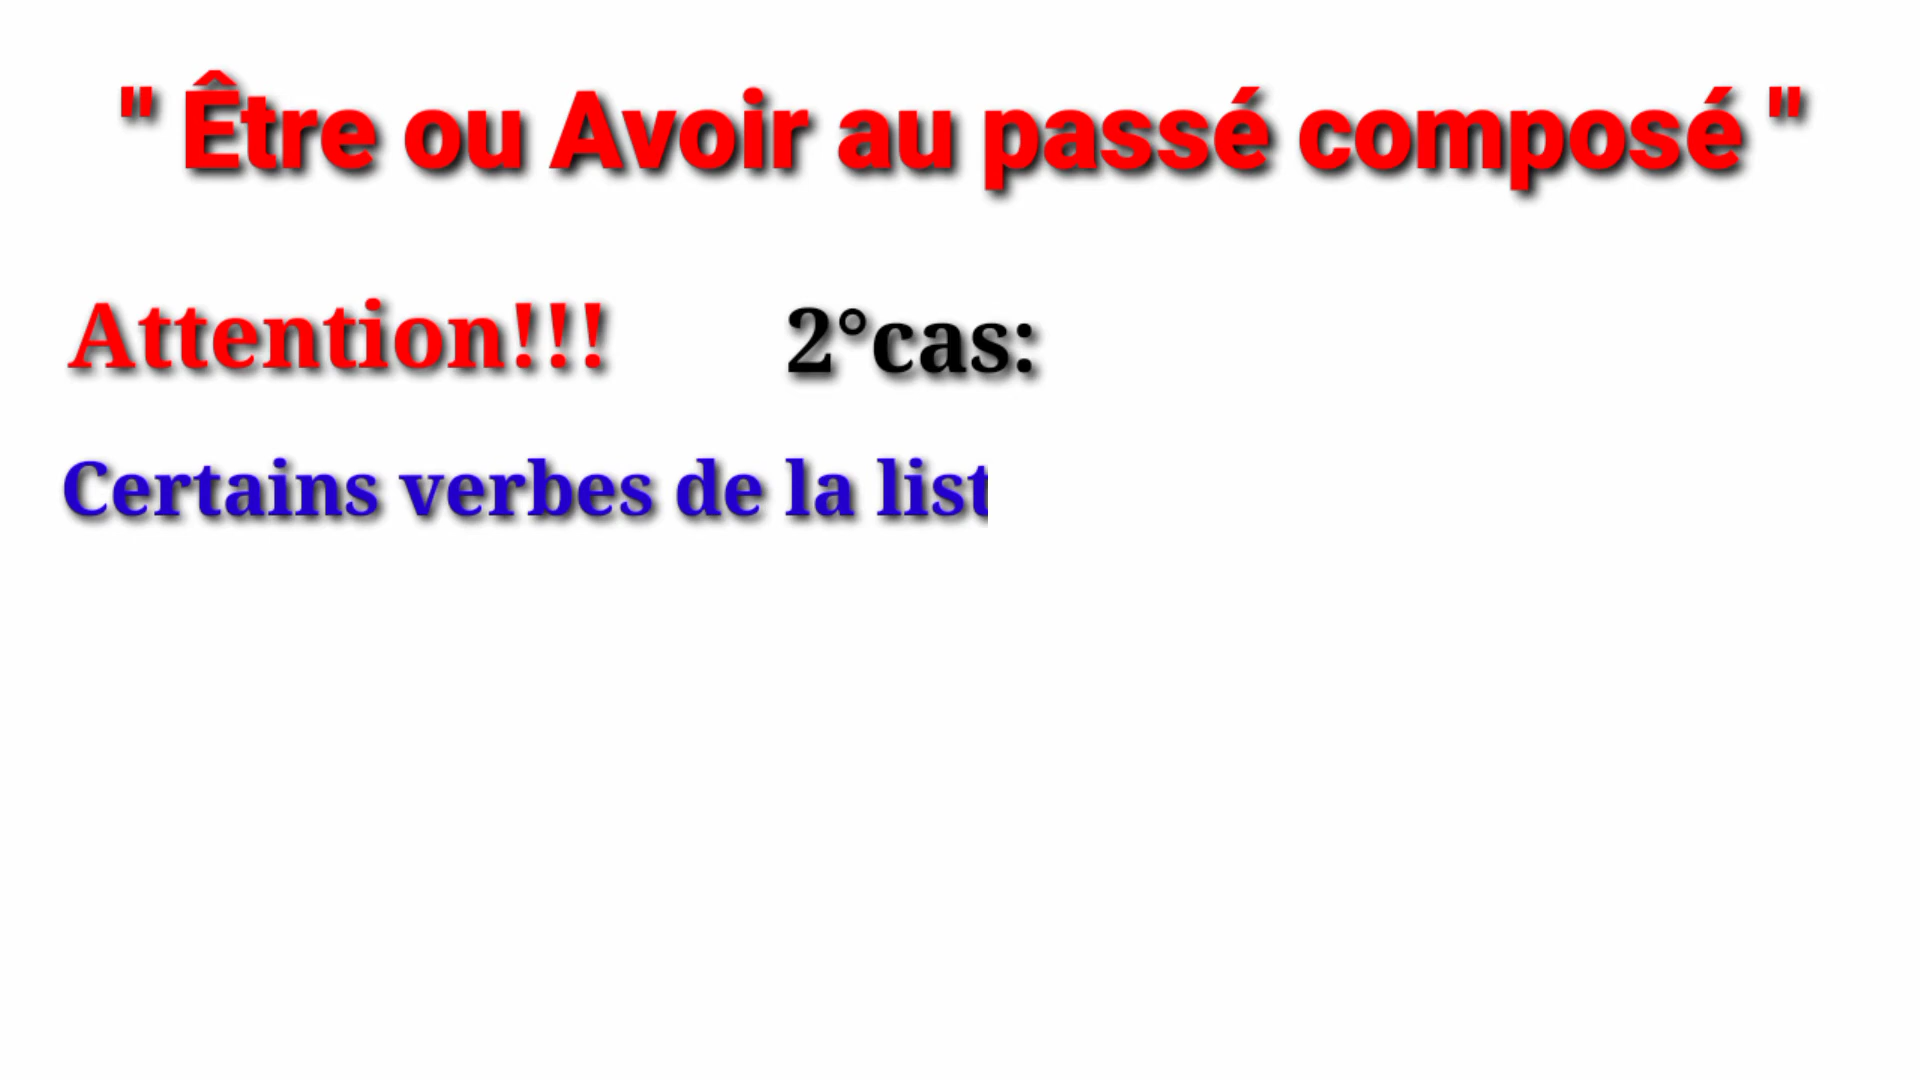 " Être ou Avoir au passé composé "
Attention!!! 2°cas:
Certains verbes de la list